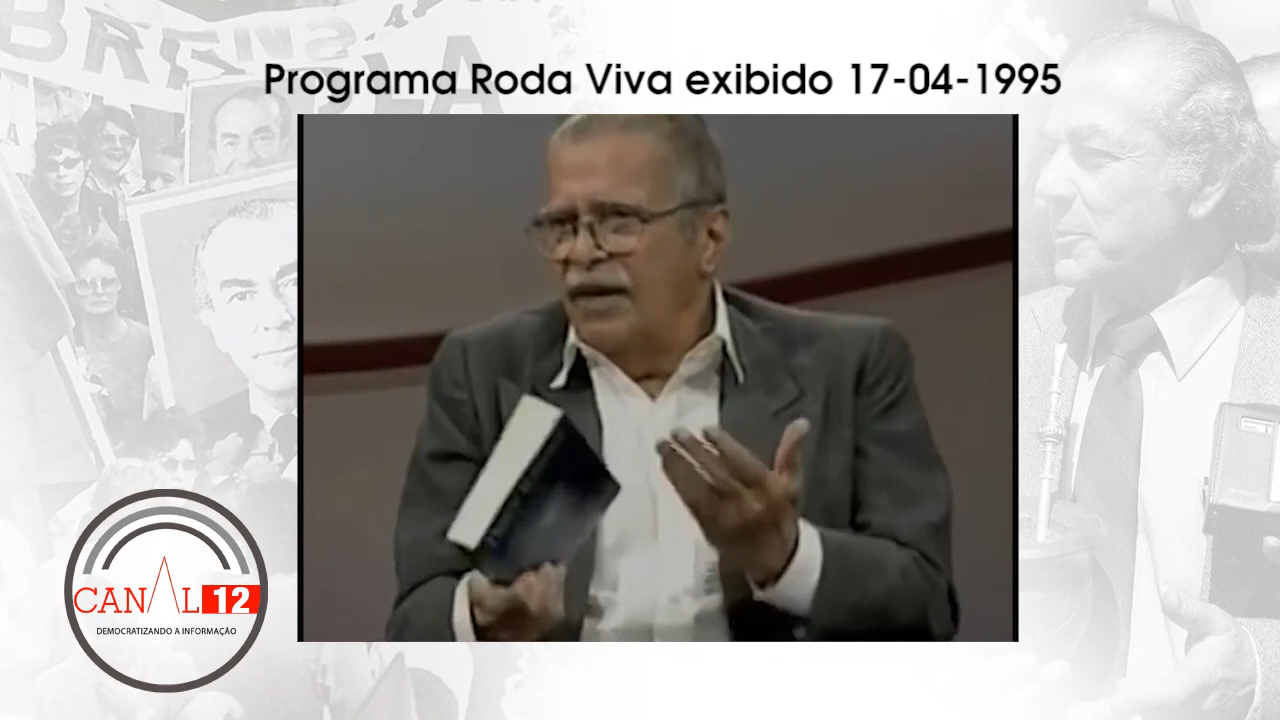 Programa Roda Viva exibido 17-04-1995
CANAL 12
DEMOCRATIZANDO A INFORMAÇÃO